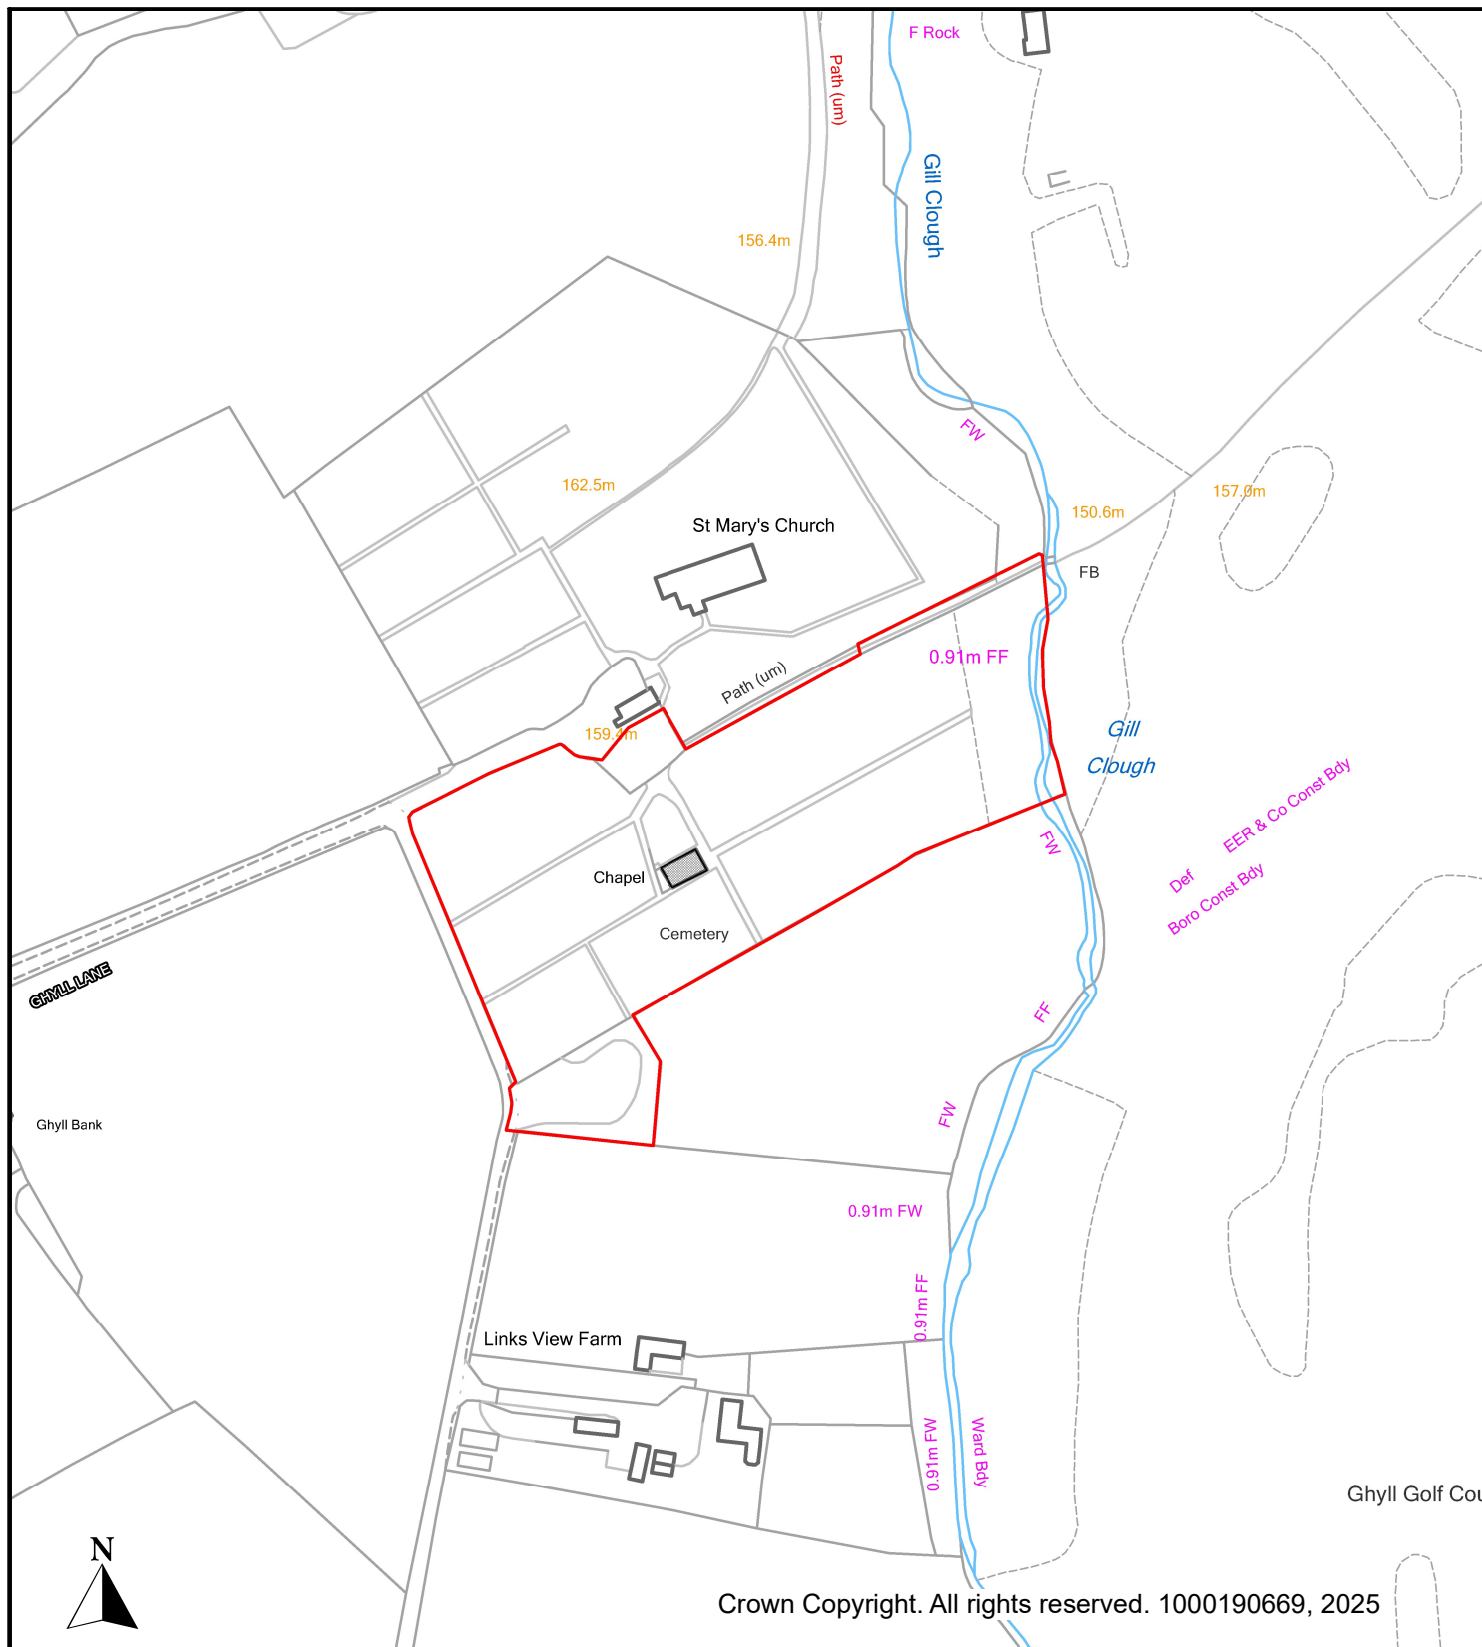 F Rock
Path (um)
Gill Clough
156.4m
FW
162.5m
157.0m
150.6m
St Mary's Church
FB
0.91m FF
Path (um)
159.4m
Gill
Clough
EER & Co Const Bdy
FW
Def
Boro Const Bdy
Chapel
Cemetery
GHYLL LANE
FF
FW
Ghyll Bank
0.91m FW
0.91m FF
Links View Farm
0.91m FW
Ward Bdy
Ghyll Golf Cou
N
Crown Copyright. All rights reserved. 1000190669, 2025